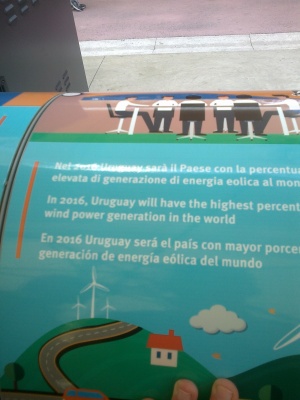 Nel 2016 Uruguay sarà il Paese con la percentu
elevata di generazione di energia eolica al mon
In 2016, Uruguay will have the highest percent
wind power generation in the world
En 2016 Uruguay será el país con mayor porce
generación de energía eólica del mundo